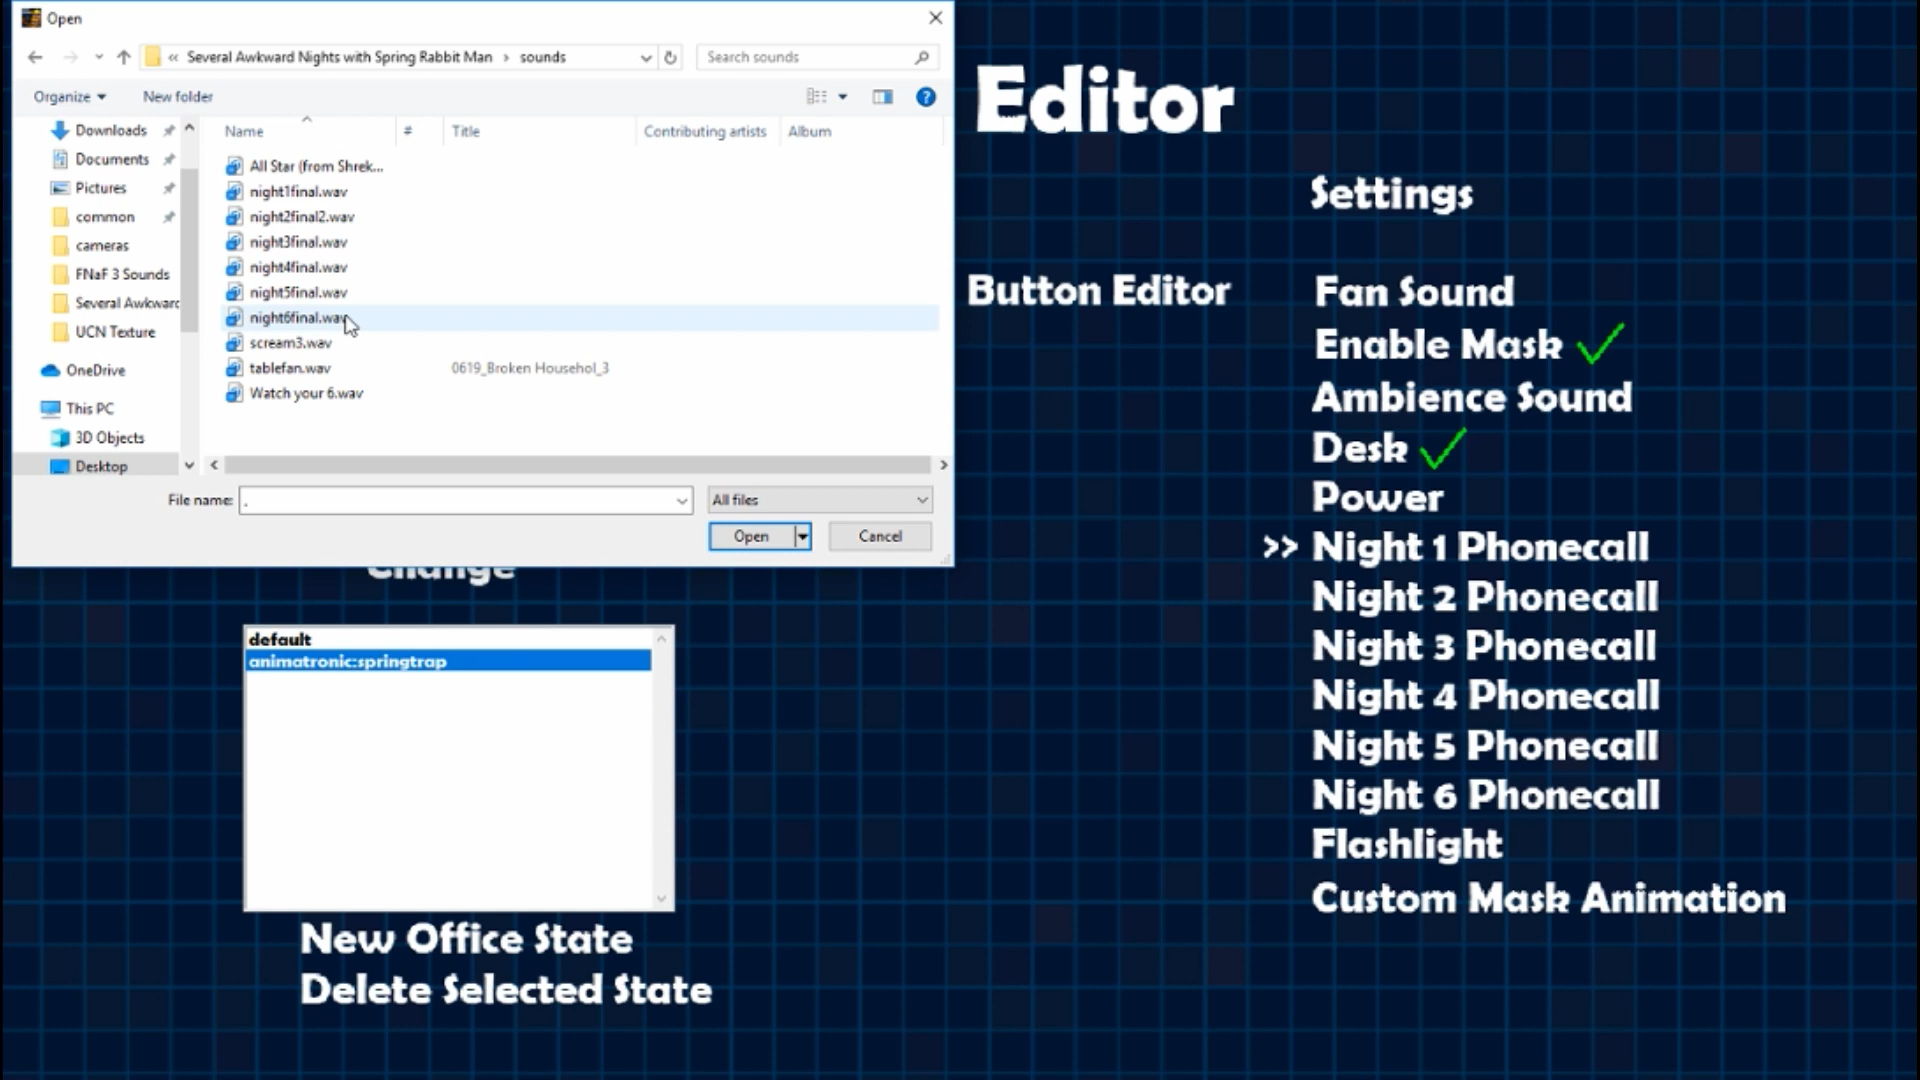 Open
« Several Awkward Nights with Spring Rabbit Man > sounds
Search sounds
Organize
New folder
Name
#
Title
Contributing artists
Album
Downloads
Documents
Pictures
common
cameras
FNaF 3 Sounds
Several Awkwarc
UCN Texture
OneDrive
This PC
3D Objects
Desktop
All Star (from Shrek...
night1final.wav
night2final2.wav
night3final.wav
night4final.wav
night5final.wav
night6final.wav
scream3.wav
tablefan.wav 0619_Broken Househol_3
Watch your 6.wav
File name: .
All files
Open
Cancel
Change
default
animatronic:springtrap
New Office State
Delete Selected State
Editor
Button Editor
Settings
Fan Sound
Enable Mask
Ambience Sound
Desk
Power
>> Night 1 Phonecall
Night 2 Phonecall
Night 3 Phonecall
Night 4 Phonecall
Night 5 Phonecall
Night 6 Phonecall
Flashlight
Custom Mask Animation